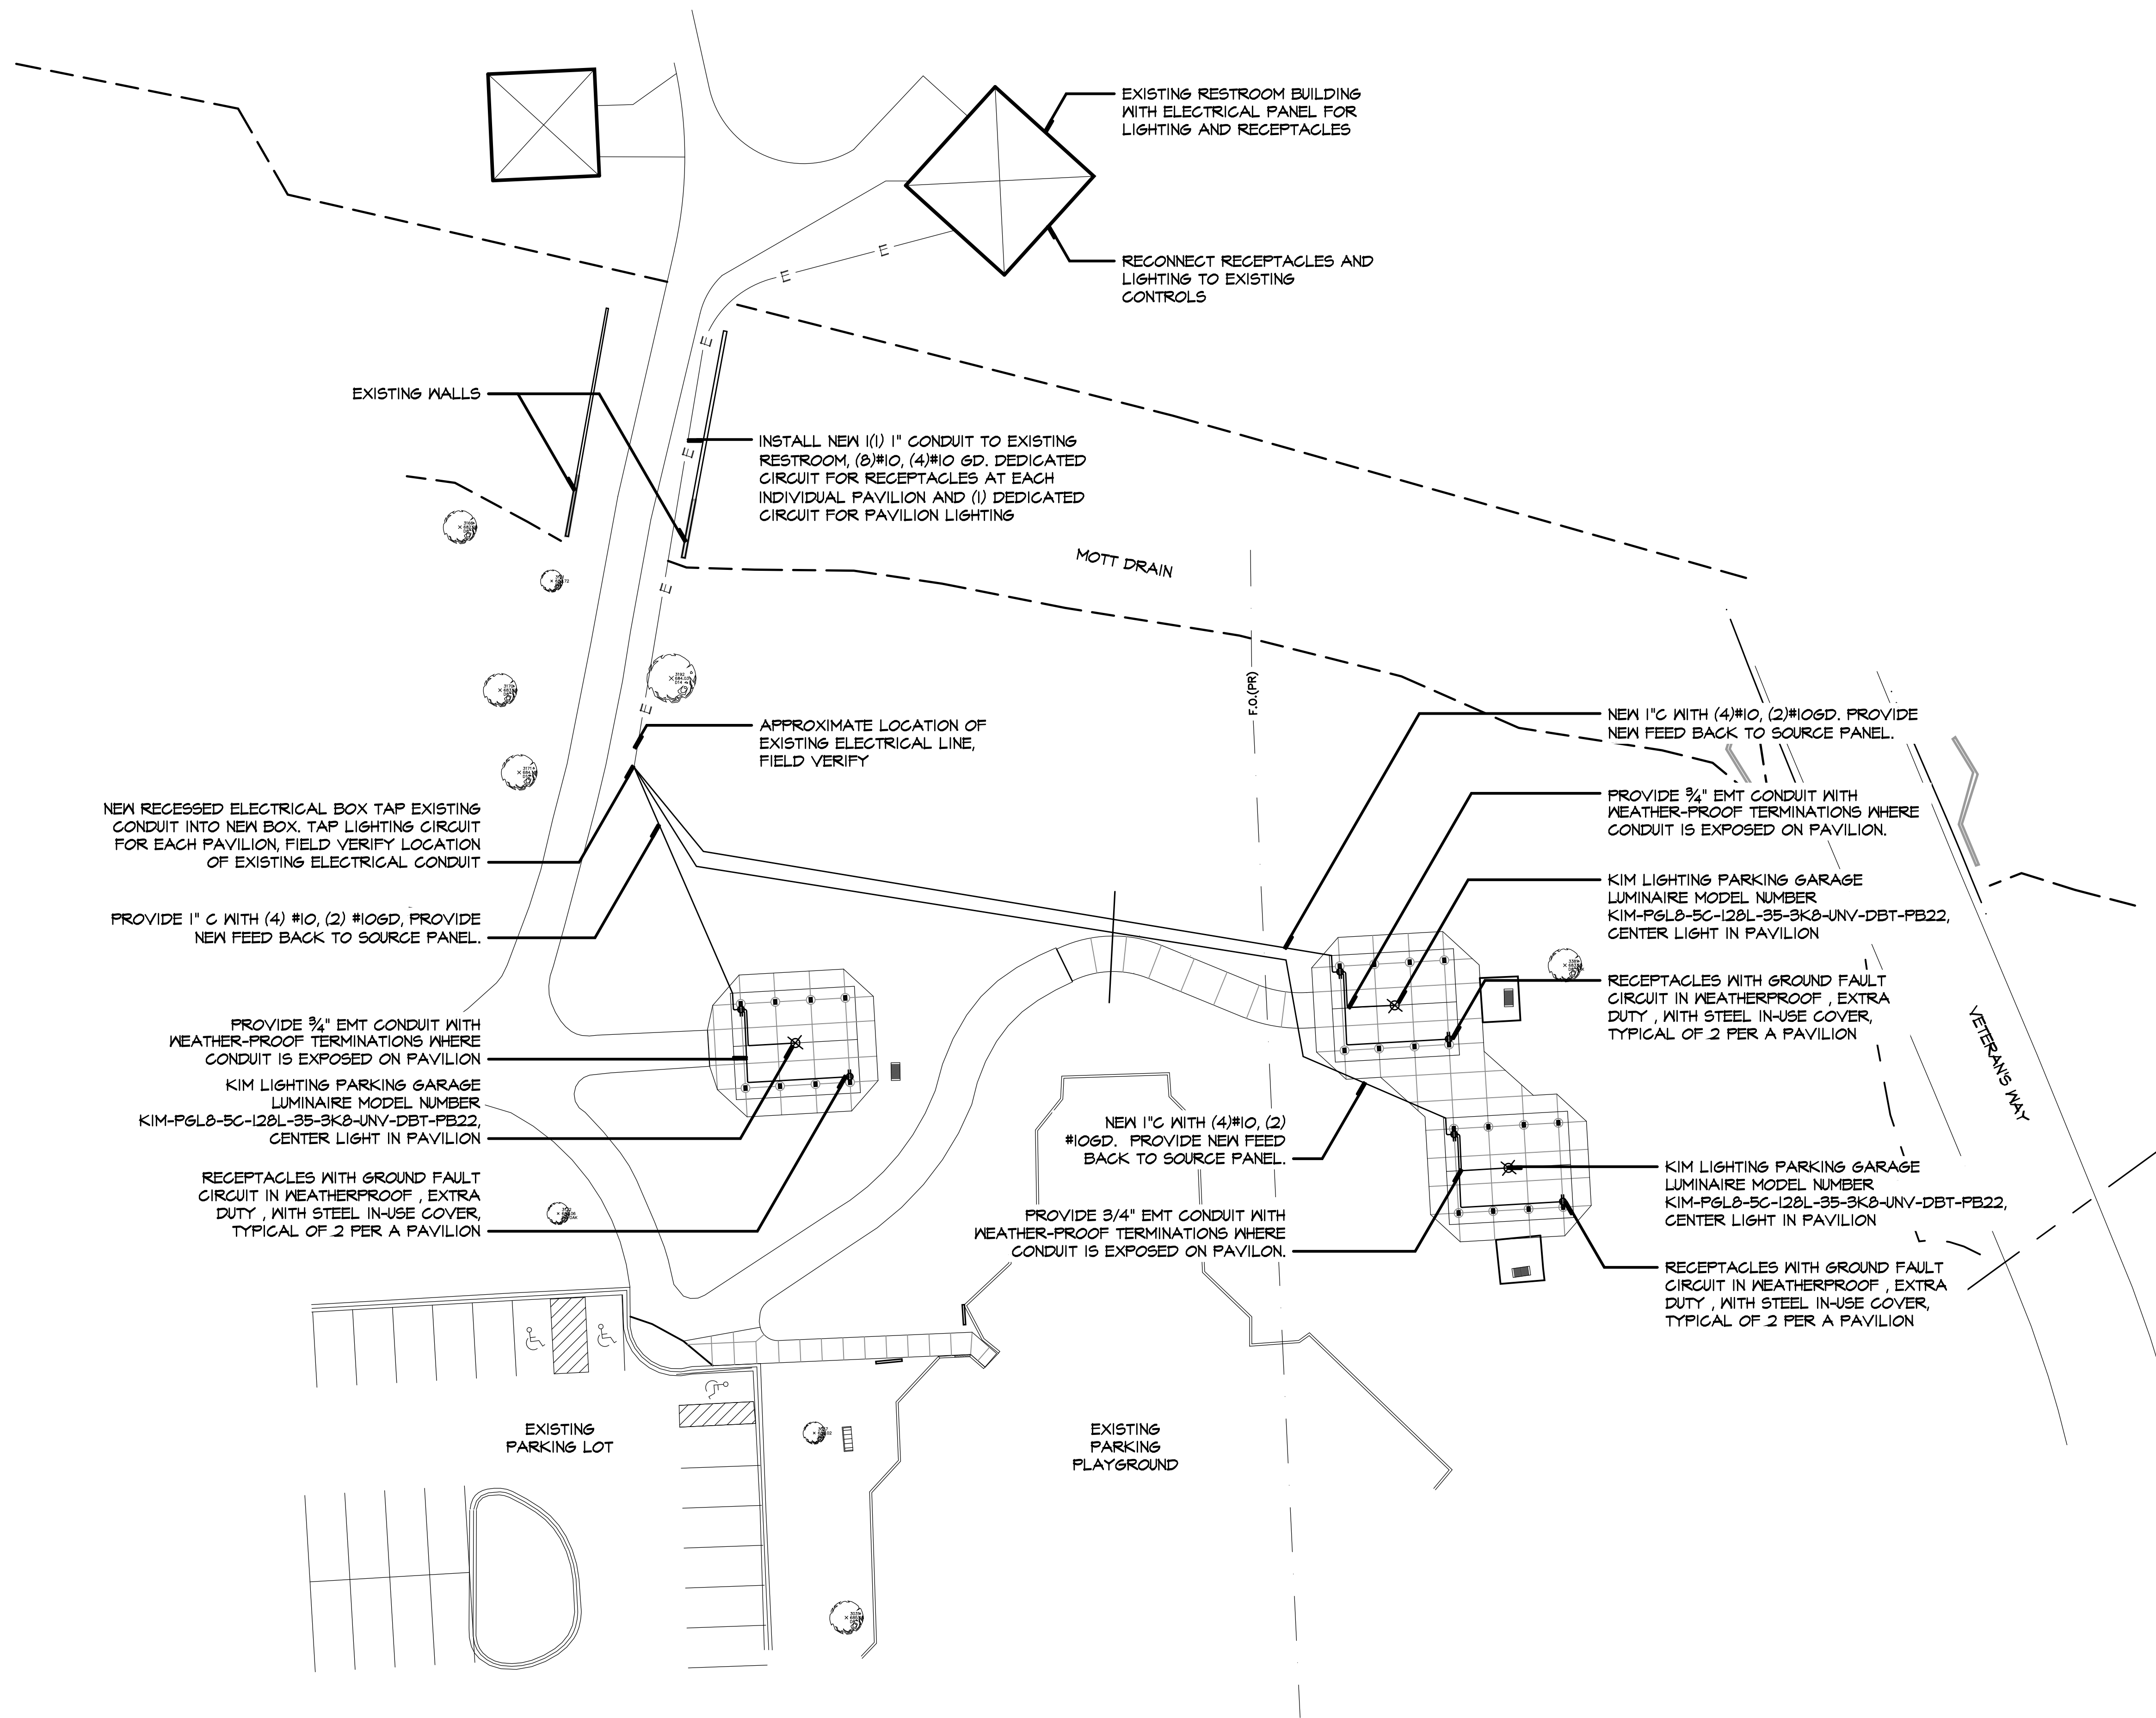 EXISTING RESTROOM BUILDING
WITH ELECTRICAL PANEL FOR
LIGHTING AND RECEPTACLES
E
E
RECONNECT RECEPTACLES AND
LIGHTING TO EXISTING
CONTROLS
E
EXISTING WALLS
INSTALL NEW 1(1) 1" CONDUIT TO EXISTING
RESTROOM, (8)#10, (4)#10 GD. DEDICATED
CIRCUIT FOR RECEPTACLES AT EACH
INDIVIDUAL PAVILION AND (1) DEDICATED
CIRCUIT FOR PAVILION LIGHTING
E
MOTT DRAIN
E
F.O.(PR)
E
APPROXIMATE LOCATION OF
EXISTING ELECTRICAL LINE,
FIELD VERIFY
NEW 1"C WITH (4)#10, (2)#10GD. PROVIDE
NEW FEED BACK TO SOURCE PANEL.
PROVIDE ¾" EMT CONDUIT WITH
WEATHER-PROOF TERMINATIONS WHERE
CONDUIT IS EXPOSED ON PAVILION.
NEW RECESSED ELECTRICAL BOX TAP EXISTING
CONDUIT INTO NEW BOX. TAP LIGHTING CIRCUIT
FOR EACH PAVILION, FIELD VERIFY LOCATION
OF EXISTING ELECTRICAL CONDUIT
KIM LIGHTING PARKING GARAGE
LUMINAIRE MODEL NUMBER
KIM-PGL8-5C-128L-35-3K8-UNV-DBT-PB22,
CENTER LIGHT IN PAVILION
PROVIDE 1" C WITH (4) #10, (2) #10GD, PROVIDE
NEW FEED BACK TO SOURCE PANEL.
RECEPTACLES WITH GROUND FAULT
CIRCUIT IN WEATHERPROOF , EXTRA
DUTY , WITH STEEL IN-USE COVER,
TYPICAL OF 2 PER A PAVILION
PROVIDE ¾" EMT CONDUIT WITH
WEATHER-PROOF TERMINATIONS WHERE
CONDUIT IS EXPOSED ON PAVILION
VETERAN'S WAY
KIM LIGHTING PARKING GARAGE
LUMINAIRE MODEL NUMBER
KIM-PGL8-5C-128L-35-3K8-UNV-DBT-PB22,
CENTER LIGHT IN PAVILION
NEW 1"C WITH (4)#10, (2)
#10GD. PROVIDE NEW FEED
BACK TO SOURCE PANEL.
KIM LIGHTING PARKING GARAGE
LUMINAIRE MODEL NUMBER
KIM-PGL8-5C-128L-35-3K8-UNV-DBT-PB22,
CENTER LIGHT IN PAVILION
RECEPTACLES WITH GROUND FAULT
CIRCUIT IN WEATHERPROOF , EXTRA
DUTY , WITH STEEL IN-USE COVER,
TYPICAL OF 2 PER A PAVILION
PROVIDE 3/4" EMT CONDUIT WITH
WEATHER-PROOF TERMINATIONS WHERE
CONDUIT IS EXPOSED ON PAVILON.
RECEPTACLES WITH GROUND FAULT
CIRCUIT IN WEATHERPROOF , EXTRA
DUTY , WITH STEEL IN-USE COVER,
TYPICAL OF 2 PER A PAVILION
EXISTING
PARKING LOT
EXISTING
PARKING
PLAYGROUND